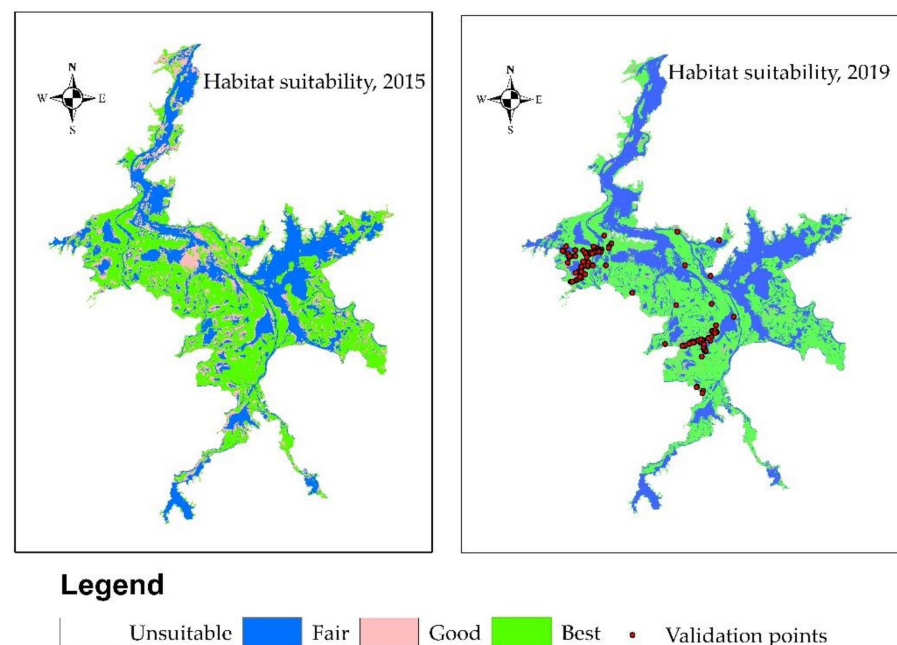 Habitat suitability, 2015
N
W E
S
Habitat suitability, 2019
N
W E
S
Legend
Unsuitable Fair Good Best Validation points